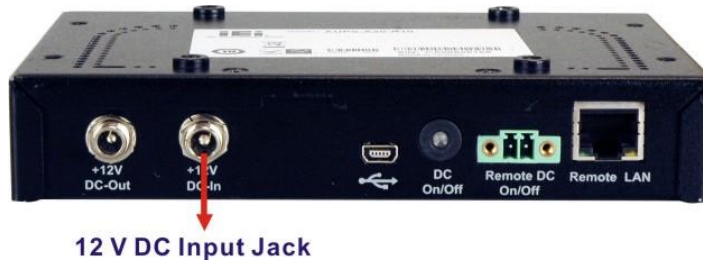 iEi
+12V
DC-Out
+12V
DC-In
DC
On/Off
Remote DC
On/Off
Remote LAN
12 V DC Input Jack